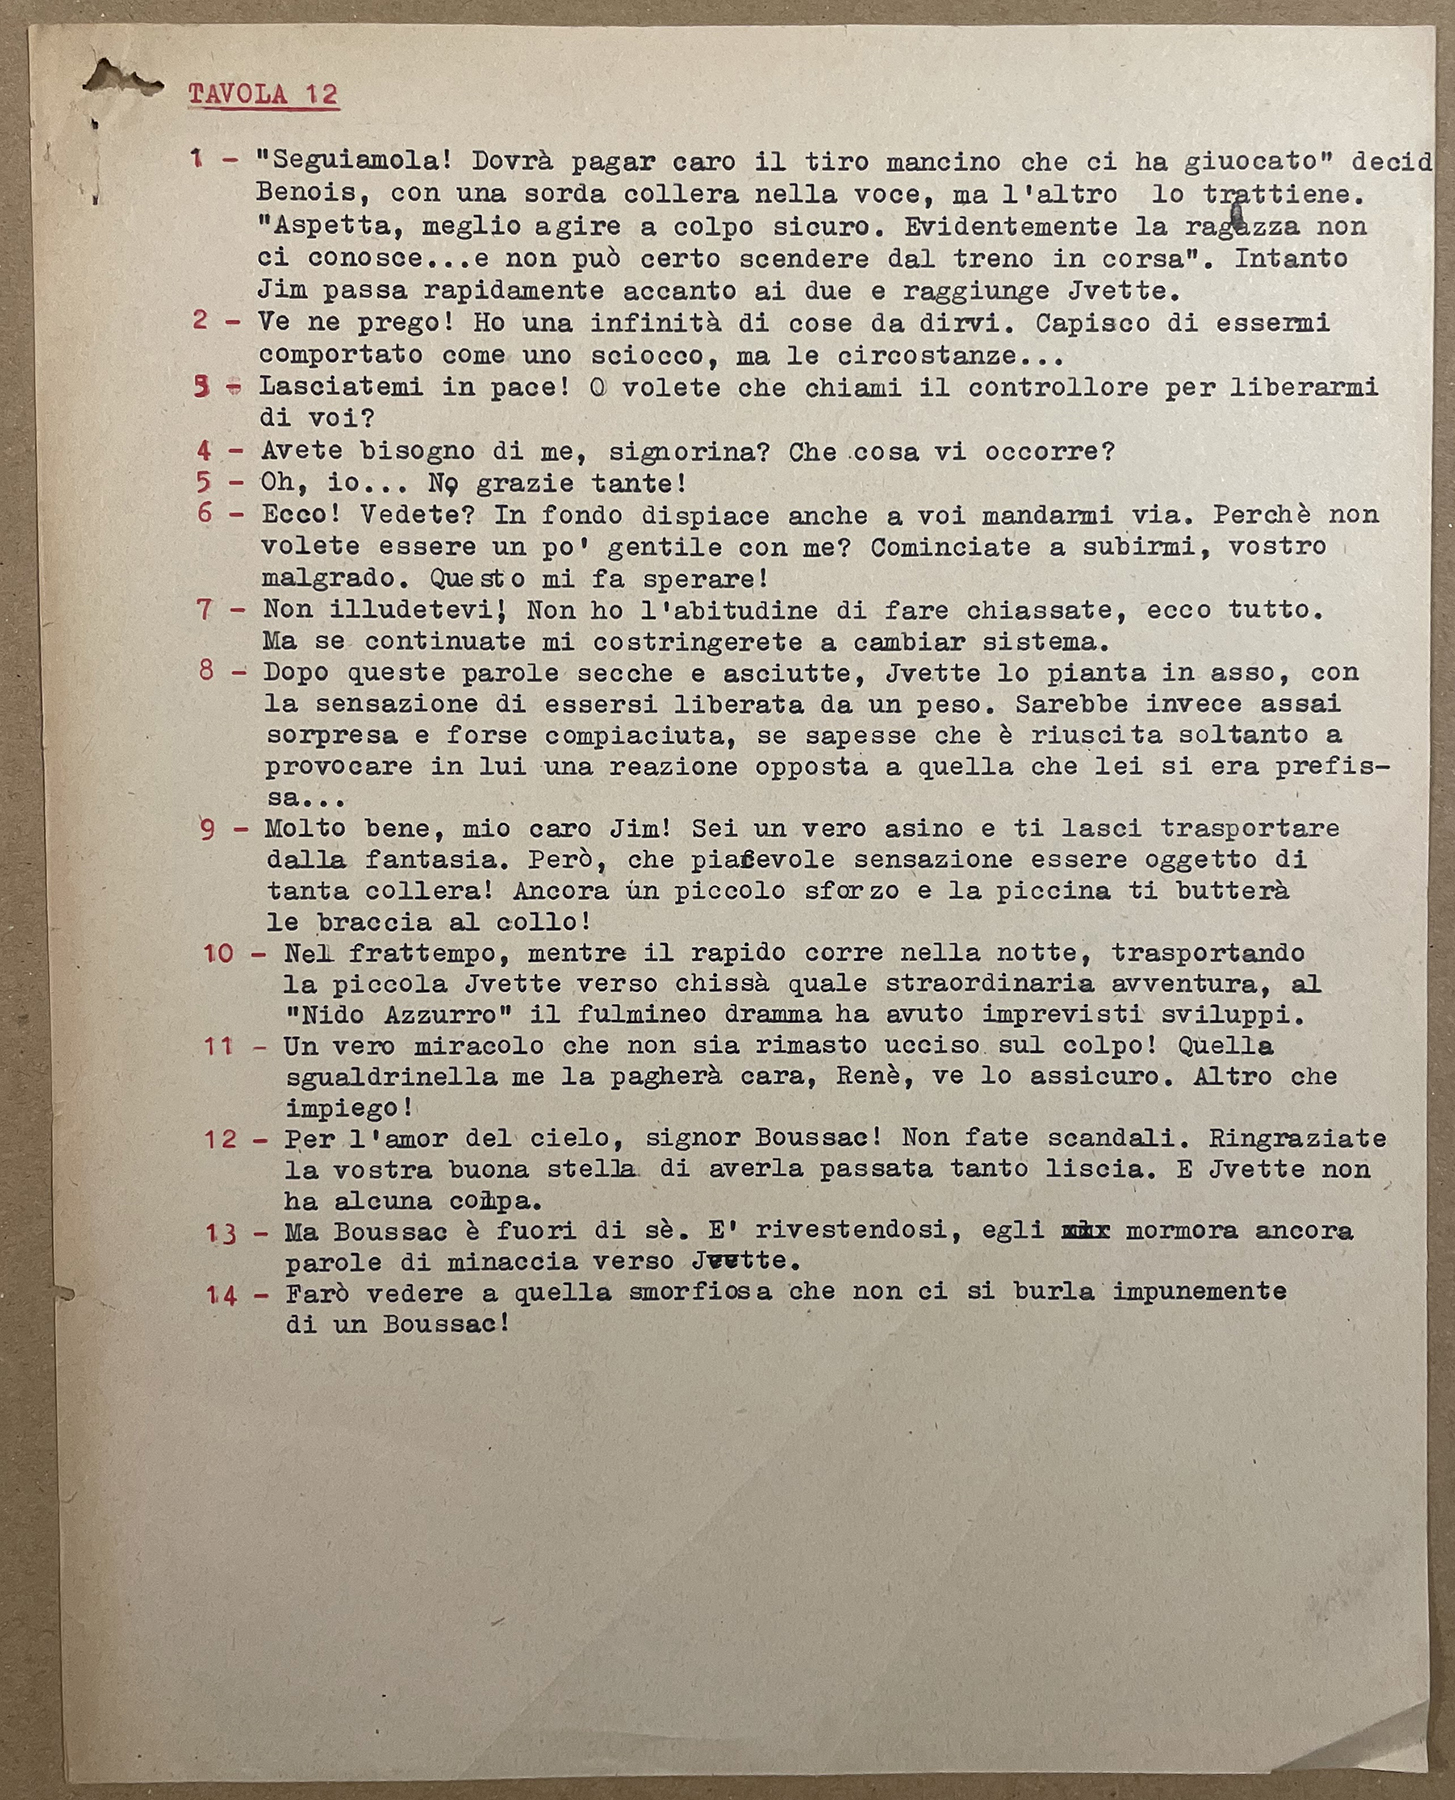 TAVOLA 12
1 - "Seguiamola! Dovrà pagar caro il tiro mancino che ci ha giuocato" decid
Benois, con una sorda collera nella voce, ma l'altro lo trattiene.
"Aspetta, meglio agire a colpo sicuro. Evidentemente la ragazza non
ci conosce...e non può certo scendere dal treno in corsa". Intanto
Jim passa rapidamente accanto ai due e raggiunge Jvette.
2 - Ve ne prego! Ho una infinità di cose da dirvi. Capisco di essermi
comportato come uno sciocco, ma le circostanze...
3 - Lasciatemi in pace! O volete che chiami il controllore per liberarmi
di voi?
4 - Avete bisogno di me, signorina? Che cosa vi occorre?
5 - Oh, io... No, grazie tante!
6 - Ecco! Vedete? In fondo dispiace anche a voi mandarmi via. Perchè non
volete essere un po' gentile con me? Cominciate a subirmi, vostro
malgrado. Questo mi fa sperare!
7 - Non illudetevi! Non ho l'abitudine di fare chiassate, ecco tutto.
Ma se continuate mi costringerete a cambiar sistema.
8 - Dopo queste parole secche e asciutte, Jvette lo pianta in asso, con
la sensazione di essersi liberata da un peso. Sarebbe invece assai
sorpresa e forse compiaciuta, se sapesse che è riuscita soltanto a
provocare in lui una reazione opposta a quella che lei si era prefis-
sa...
9 - Molto bene, mio caro Jim! Sei un vero asino e ti lasci trasportare
dalla fantasia. Però, che piacevole sensazione essere oggetto di
tanta collera! Ancora un piccolo sforzo e la piccina ti butterà
le braccia al collo!
10 - Nel frattempo, mentre il rapido corre nella notte, trasportando
la piccola Jvette verso chissà quale straordinaria avventura, al
"Nido Azzurro" il fulmineo dramma ha avuto imprevisti sviluppi.
11 - Un vero miracolo che non sia rimasto ucciso sul colpo! Quella
sgualdrinella me la pagherà cara, Renè, ve lo assicuro. Altro che
impiego!
12 - Per l'amor del cielo, signor Boussac! Non fate scandali. Ringraziate
la vostra buona stella di averla passata tanto liscia. E Jvette non
ha alcuna colpa.
13 - Ma Boussac è fuori di sè. E' rivestendosi, egli mormora ancora
parole di minaccia verso Jvette.
14 - Farò vedere a quella smorfiosa che non ci si burla impunemente
di un Boussac!